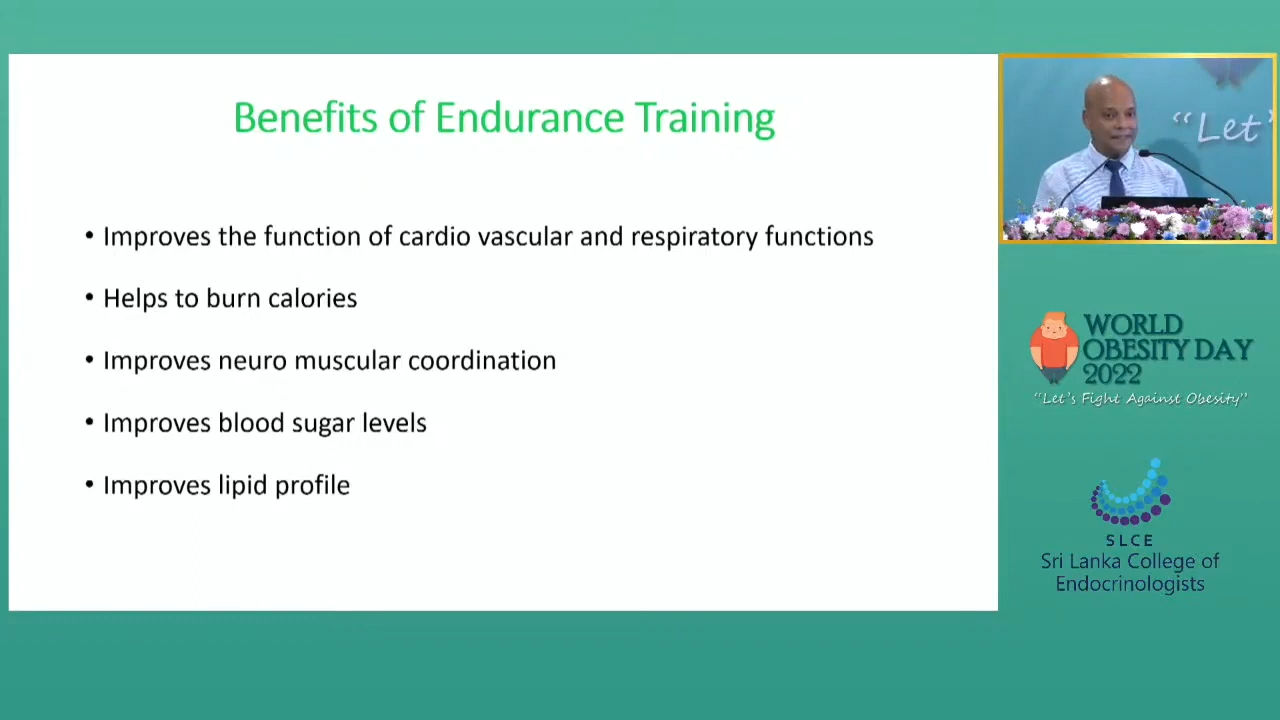 Benefits of Endurance Training
• Improves the function of cardio vascular and respiratory functions
• Helps to burn calories
• Improves neuro muscular coordination
• Improves blood sugar levels
• Improves lipid profile
“Let’
WORLD
OBESITY DAY
2022
“Let’s Fight Against Obesity”
SLCE
Sri Lanka College of
Endocrinologists